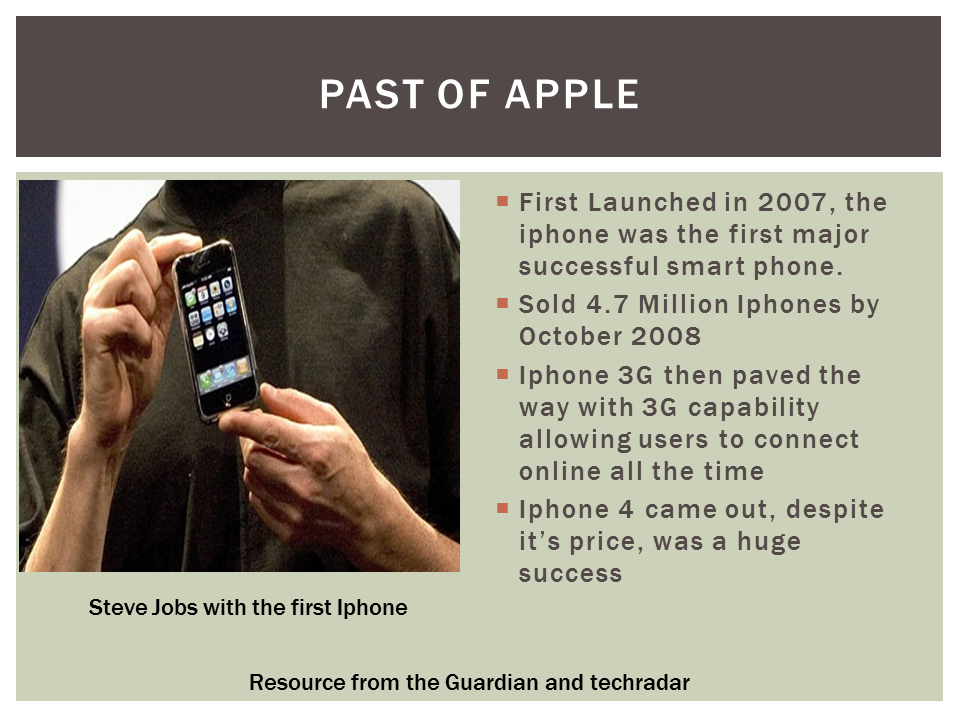 PAST OF APPLE
First Launched in 2007, the
iphone was the first major
successful smart phone.
Sold 4.7 Million Iphones by
October 2008
Iphone 3G then paved the
way with 3G capability
allowing users to connect
online all the time
Iphone 4 came out, despite
it’s price, was a huge
success
Steve Jobs with the first Iphone
Resource from the Guardian and techradar